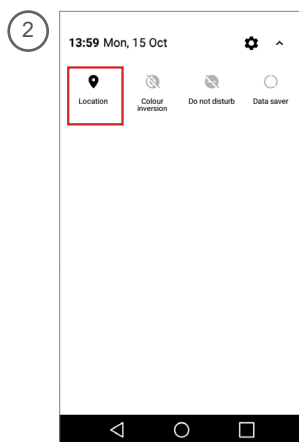 2
13:59 Mon, 15 Oct
Location
Colour
inversion
Do not disturb
Data saver